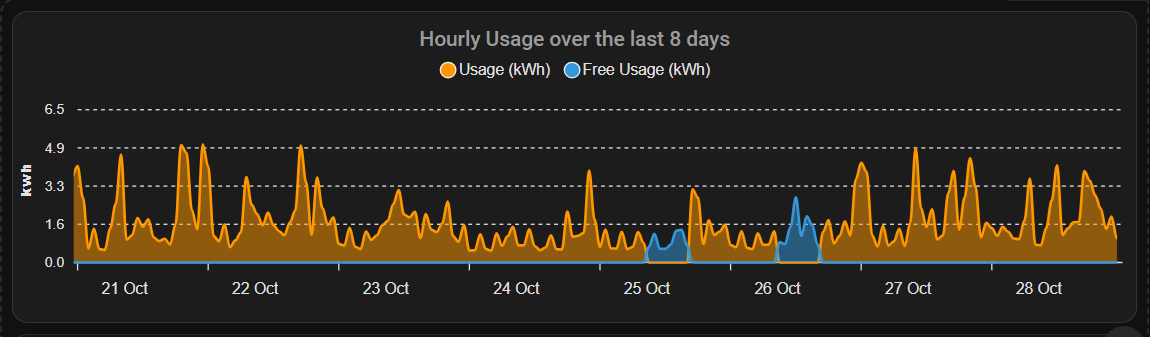 Hourly Usage over the last 8 days
Usage (kWh) Free Usage (kWh)
6.5
4.9
3.3
1.6
0.0
kwh
21 Oct 22 Oct 23 Oct 24 Oct 25 Oct 26 Oct 27 Oct 28 Oct